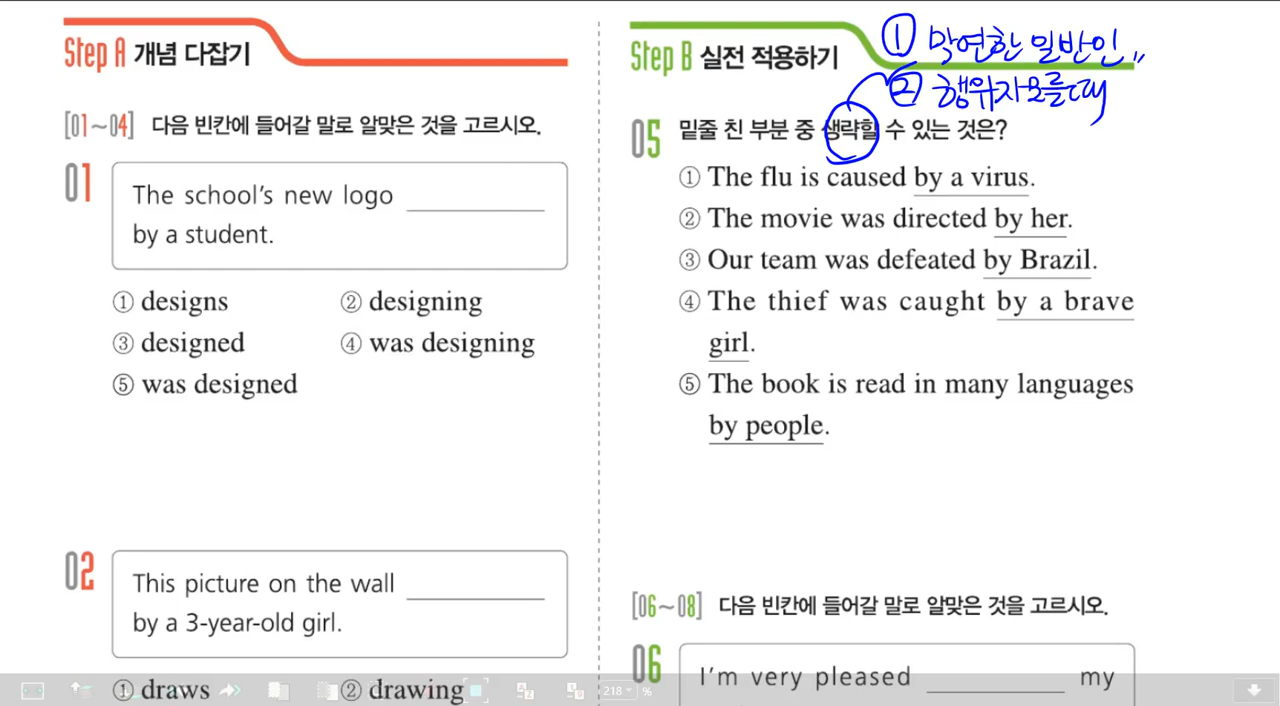 Step A 개념 다잡기
[01~04] 다음 빈칸에 들어갈 말로 알맞은 것을 고르시오.
01
The school's new logo ____________
by a student.
① designs ② designing
③ designed ④ was designing
⑤ was designed
02
This picture on the wall ____________
by a 3-year-old girl.
① draws ② drawing
Step B 실전 적용하기
① 막연한 일반인
② 행위자모를때
05 밑줄 친 부분 중 생략할 수 있는 것은?
① The flu is caused by a virus.
② The movie was directed by her.
③ Our team was defeated by Brazil.
④ The thief was caught by a brave
girl.
⑤ The book is read in many languages
by people.
[06~08] 다음 빈칸에 들어갈 말로 알맞은 것을 고르시오.
06
I'm very pleased ____________ my
218 %